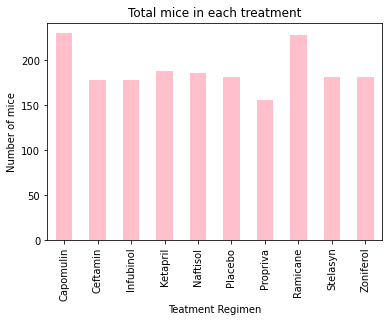 Total mice in each treatment
Number of mice
200
150
100
50
0
Capomulin
Ceftamin
Infubinol
Ketapril
Naftisol
Placebo
Propriva
Ramicane
Stelasyn
Zoniferol
Teatment Regimen